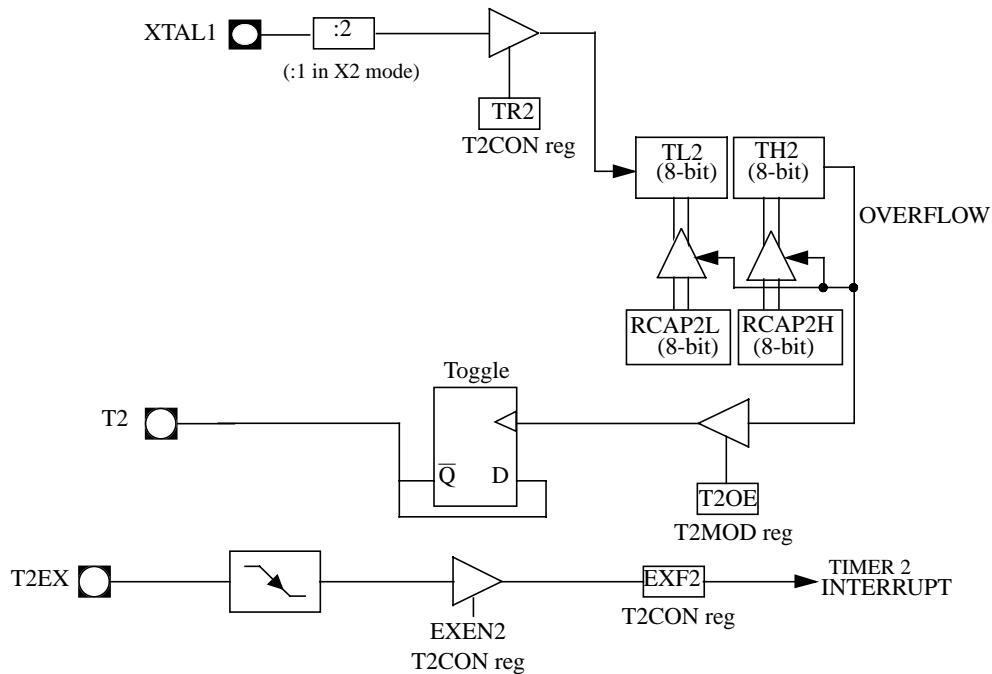 XTAL1
:2
(:1 in X2 mode)
TR2
T2CON reg
TL2
(8-bit)
TH2
(8-bit)
OVERFLOW
RCAP2L
(8-bit)
RCAP2H
(8-bit)
Toggle
T2
Q̅
D
T2OE
T2MOD reg
T2EX
EXEN2
T2CON reg
EXF2
T2CON reg
TIMER 2
INTERRUPT